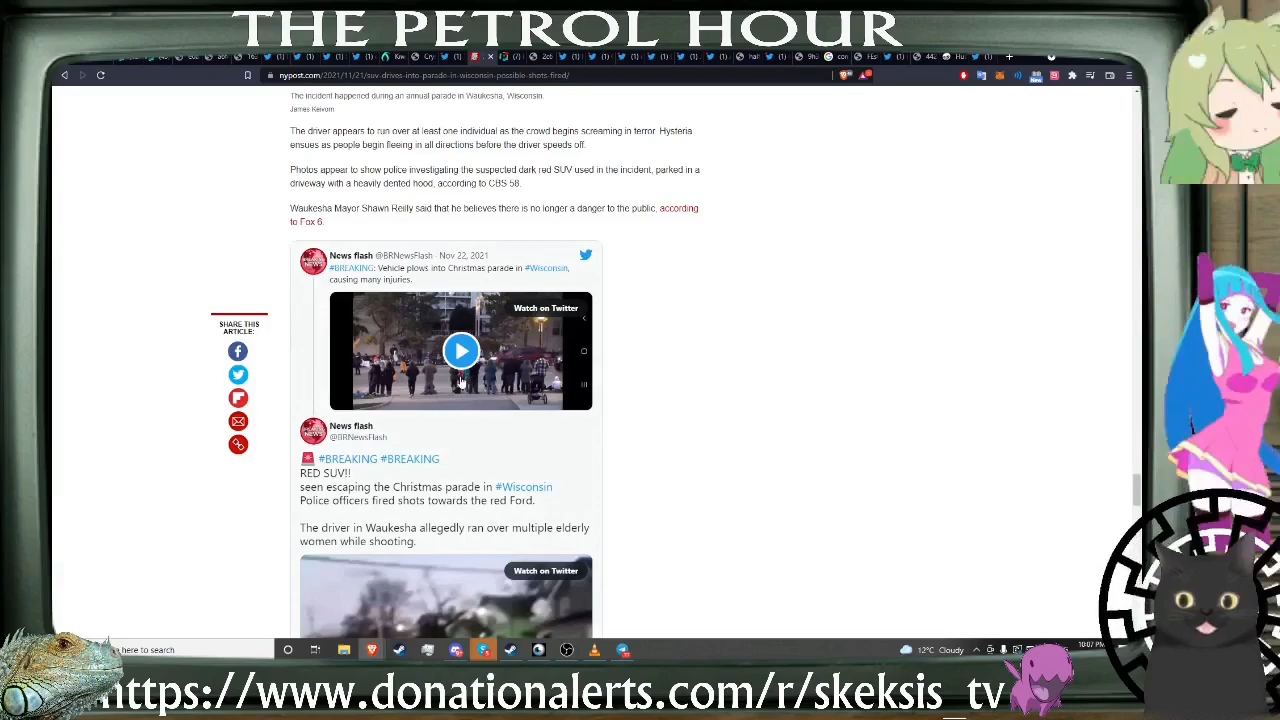 THE PETROL HOUR
nypost.com/2021/11/21/suv-drives-into-parade-in-wisconsin-possible-shots-fired/
The incident happened during an annual parade in Waukesha, Wisconsin.
James Keivom
The driver appears to run over at least one individual as the crowd begins screaming in terror. Hysteria
ensues as people begin fleeing in all directions before the driver speeds off.
Photos appear to show police investigating the suspected dark red SUV used in the incident, parked in a
driveway with a heavily dented hood, according to CBS 58.
Waukesha Mayor Shawn Reilly said that he believes there is no longer a danger to the public, according
to Fox 6.
News flash @BRNewsFlash · Nov 22, 2021
#BREAKING: Vehicle plows into Christmas parade in #Wisconsin,
causing many injuries.
Watch on Twitter
SHARE THIS
ARTICLE:
News flash
@BRNewsFlash
#BREAKING #BREAKING
RED SUV!!
seen escaping the Christmas parade in #Wisconsin
Police officers fired shots towards the red Ford.
The driver in Waukesha allegedly ran over multiple elderly
women while shooting.
Watch on Twitter
here to search
12°C Cloudy
10:07 PM
https://www.donationalerts.com/r/skeksis_tv